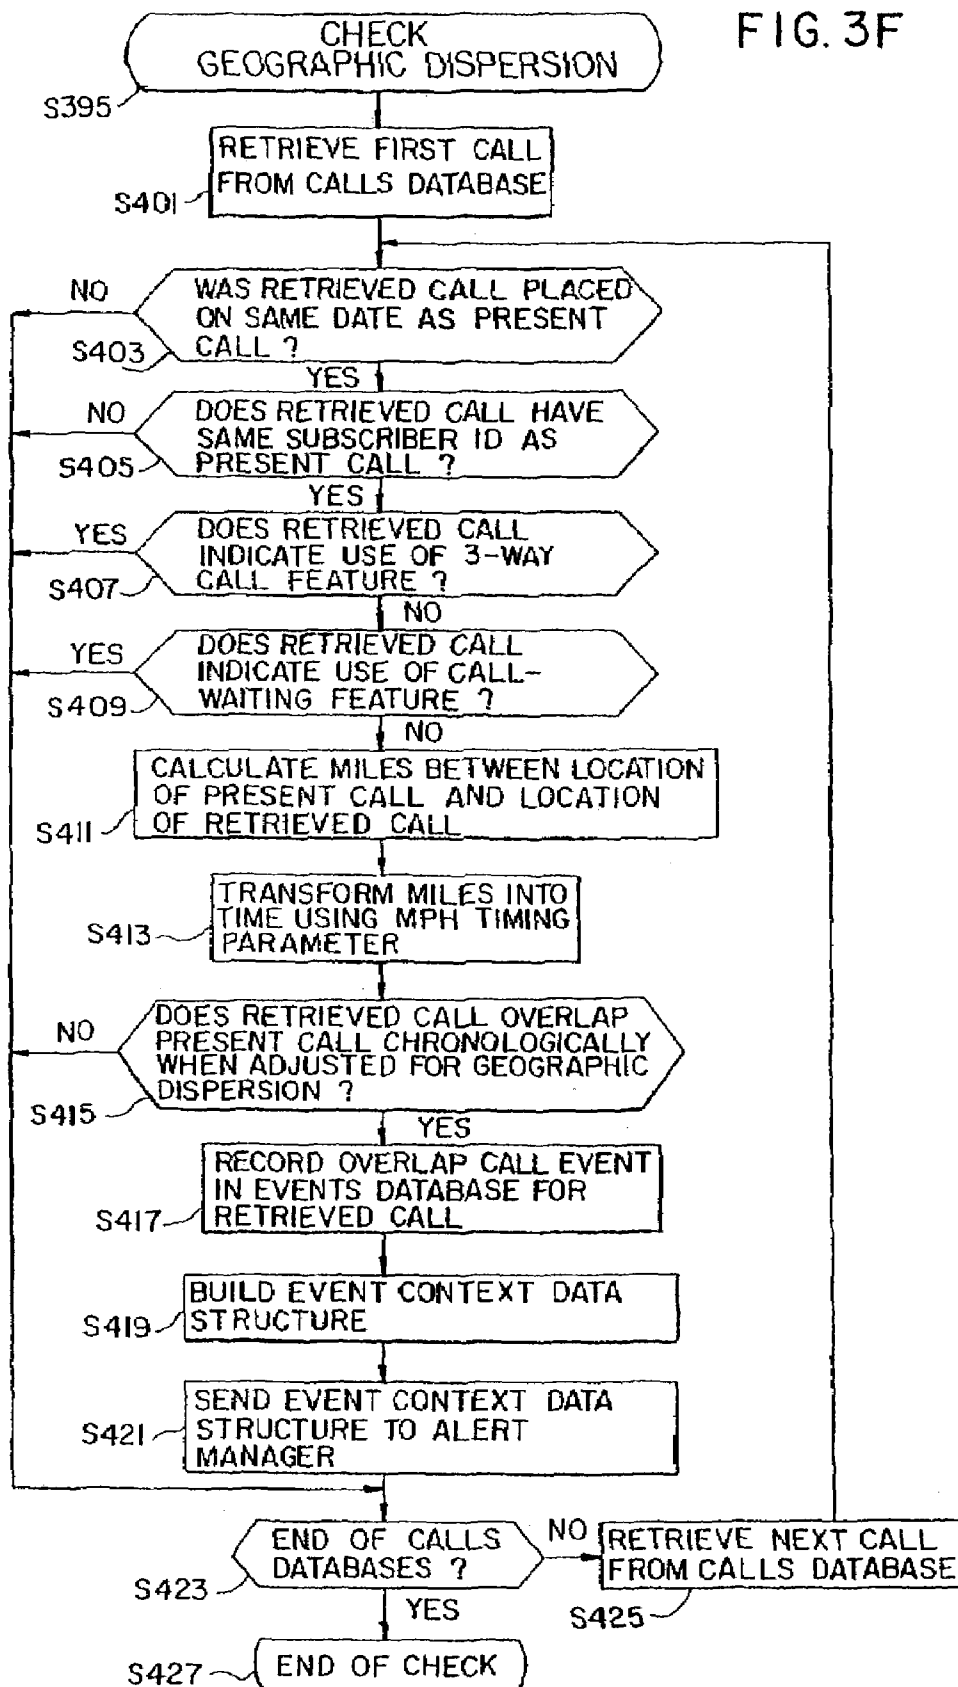 FIG. 3F
CHECK
GEOGRAPHIC DISPERSION
S395
RETRIEVE FIRST CALL
FROM CALLS DATABASE
S401
WAS RETRIEVED CALL PLACED
ON SAME DATE AS PRESENT
CALL ?
NO
S403
YES
DOES RETRIEVED CALL HAVE
SAME SUBSCRIBER ID AS
PRESENT CALL ?
NO
S405
YES
DOES RETRIEVED CALL
INDICATE USE OF 3-WAY
CALL FEATURE ?
YES
S407
NO
DOES RETRIEVED CALL
INDICATE USE OF CALL-
WAITING FEATURE ?
YES
S409
NO
CALCULATE MILES BETWEEN LOCATION
OF PRESENT CALL AND LOCATION
OF RETRIEVED CALL
S411
TRANSFORM MILES INTO
TIME USING MPH TIMING
PARAMETER
S413
DOES RETRIEVED CALL OVERLAP
PRESENT CALL CHRONOLOGICALLY
WHEN ADJUSTED FOR GEOGRAPHIC
DISPERSION ?
NO
S415
YES
RECORD OVERLAP CALL EVENT
IN EVENTS DATABASE FOR
RETRIEVED CALL
S417
BUILD EVENT CONTEXT DATA
STRUCTURE
S419
SEND EVENT CONTEXT DATA
STRUCTURE TO ALERT
MANAGER
S421
END OF CALLS
DATABASES ?
S423
NO
RETRIEVE NEXT CALL
FROM CALLS DATABASE
S425
YES
END OF CHECK
S427